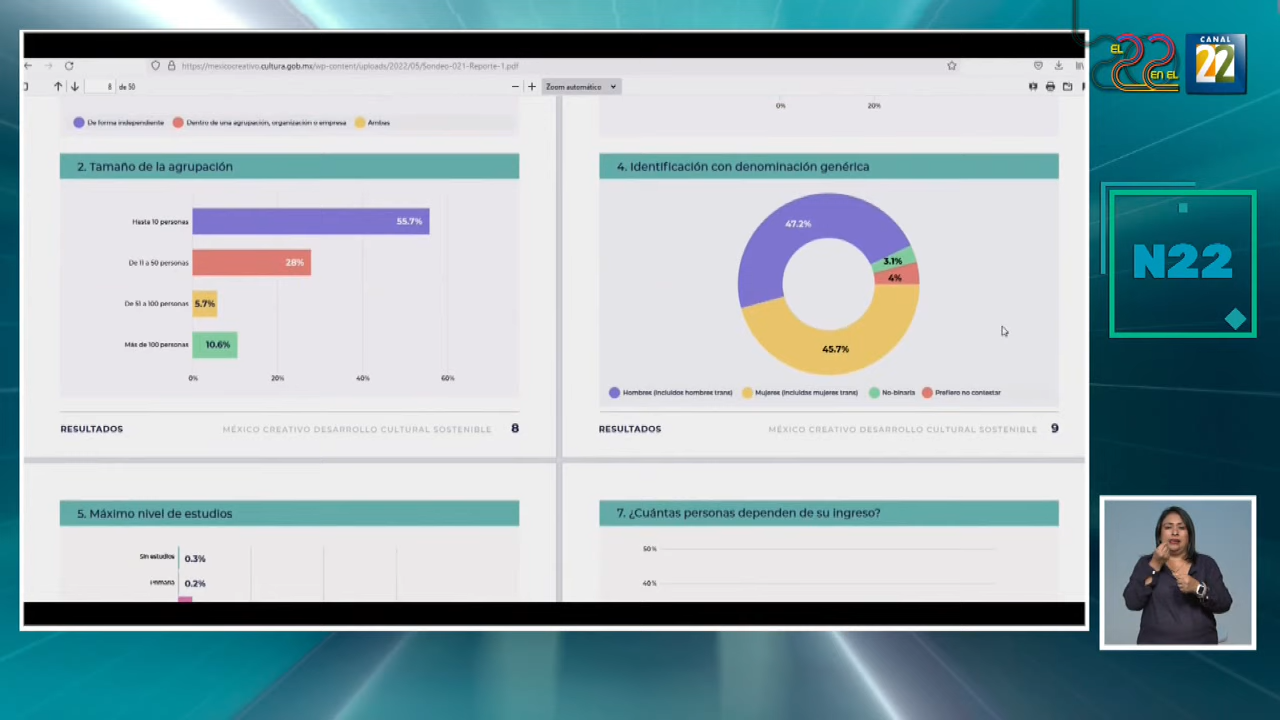 EL 22 EN EL
CANAL 22
https://mexicocreativo.cultura.gob.mx/wp-content/uploads/2022/05/Sondeo-021-Reporte-1.pdf
8 de 50
Zoom automático
De forma independiente
Dentro de una agrupación, organización o empresa
Ambas
0% 20%
2. Tamaño de la agrupación
Hasta 10 personas 55.7%
De 11 a 50 personas 28%
De 51 a 100 personas 5.7%
Más de 100 personas 10.6%
0% 20% 40% 60%
RESULTADOS MÉXICO CREATIVO DESARROLLO CULTURAL SOSTENIBLE 8
4. Identificación con denominación genérica
47.2%
3.1%
4%
45.7%
Hombres (incluidos hombres trans) Mujeres (incluidas mujeres trans) No-binaria Prefiero no contestar
RESULTADOS MÉXICO CREATIVO DESARROLLO CULTURAL SOSTENIBLE 9
5. Máximo nivel de estudios
Sin estudios 0.3%
Primaria 0.2%
7. ¿Cuántas personas dependen de su ingreso?
50%
40%
N22